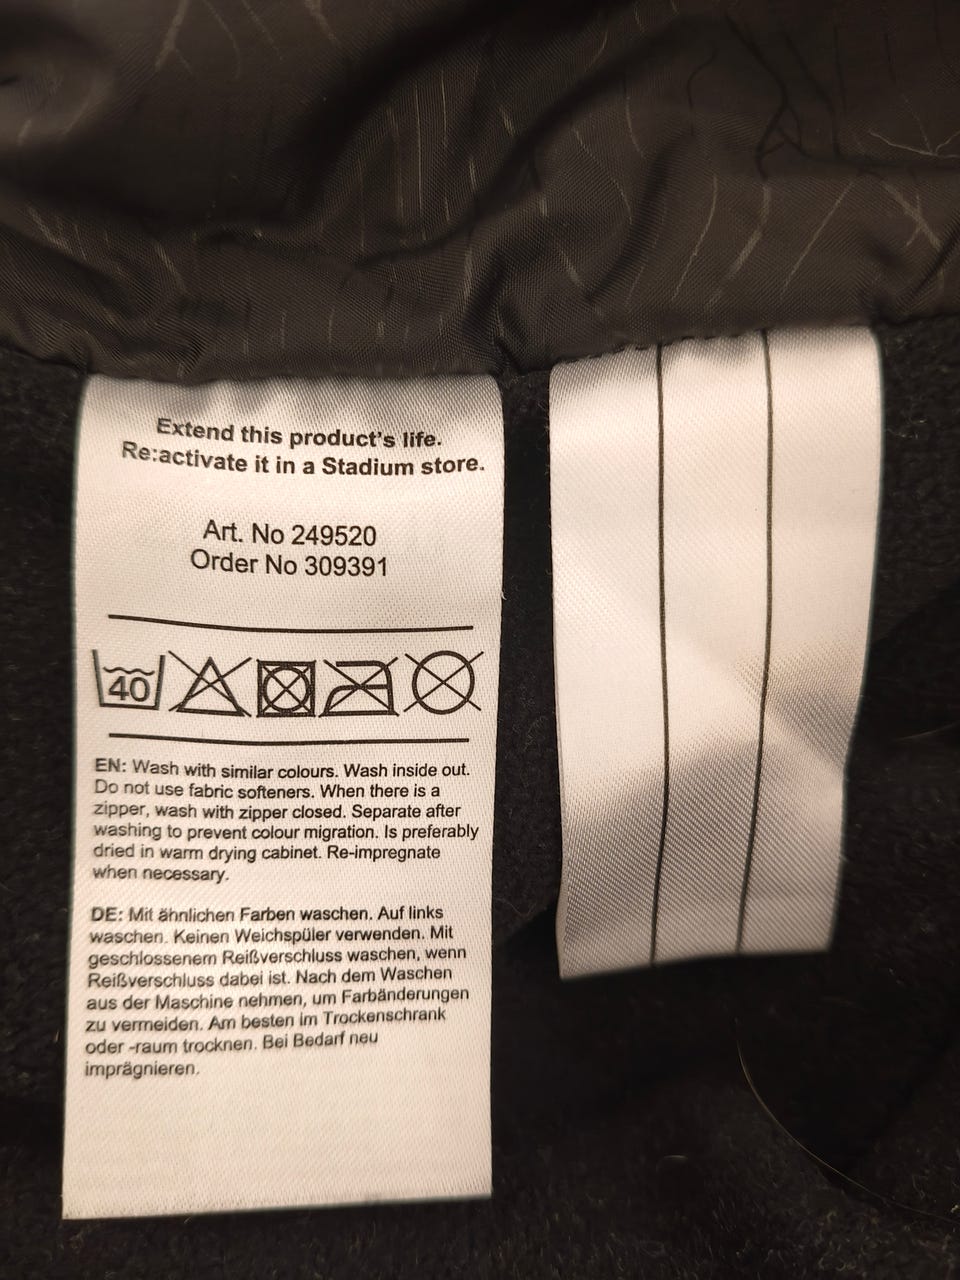 Extend this product's life.
Re:activate it in a Stadium store.
Art. No 249520
Order No 309391
40
EN: Wash with similar colours. Wash inside out.
Do not use fabric softeners. When there is a
zipper, wash with zipper closed. Separate after
washing to prevent colour migration. Is preferably
dried in warm drying cabinet. Re-impregnate
when necessary.
DE: Mit ähnlichen Farben waschen. Auf links
waschen. Keinen Weichspüler verwenden. Mit
geschlossenem Reißverschluss waschen, wenn
Reißverschluss dabei ist. Nach dem Waschen
aus der Maschine nehmen, um Farbänderungen
zu vermeiden. Am besten im Trockenschrank
oder -raum trocknen. Bei Bedarf neu
imprägnieren.